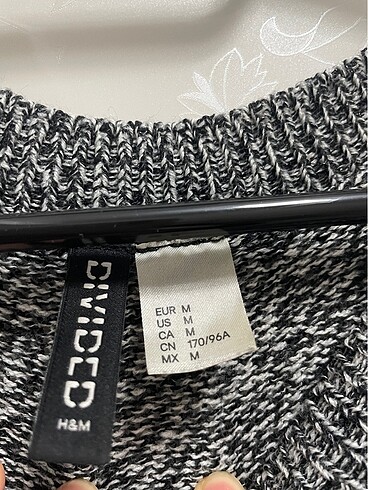 DIVIDED
H&M
EUR M
US M
CA M
CN 170/96A
MX M